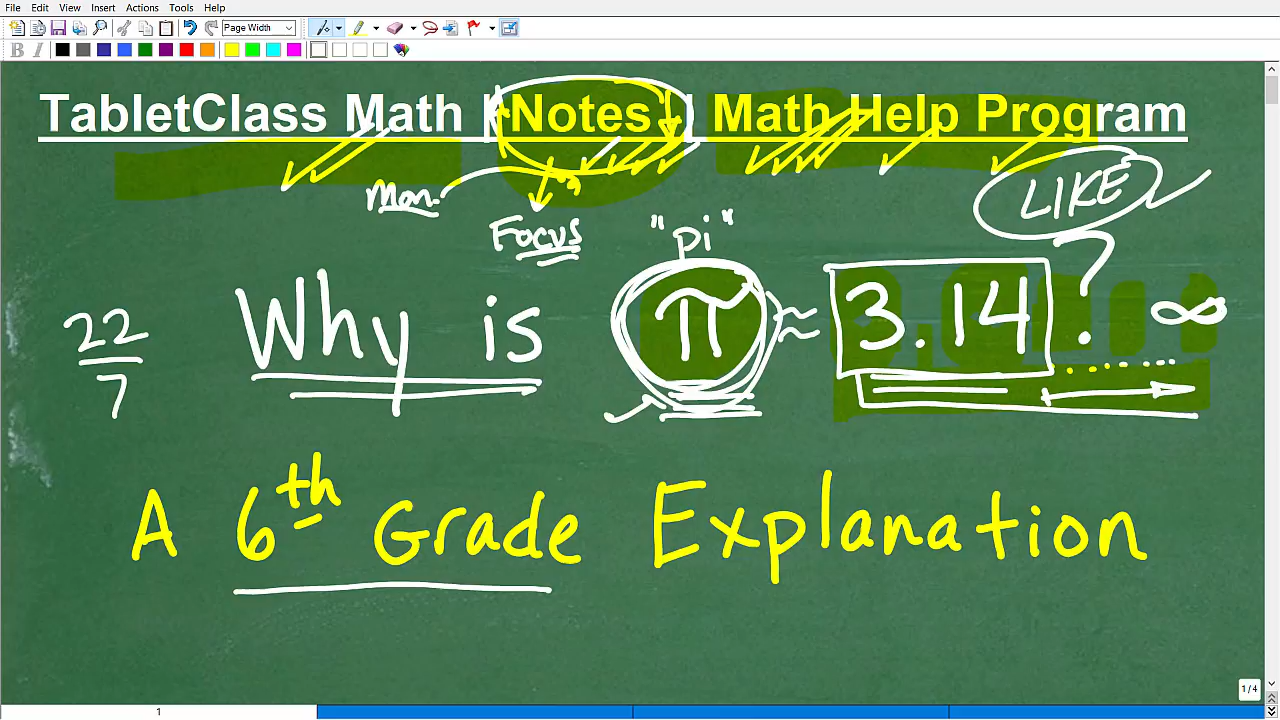 File Edit View Insert Actions Tools Help
Page Width
B I
TabletClass Math | Notes | Math Help Program
Man.
Focus
"pi"
LIKE
22/7
Why is π ≈ 3.14 ? ∞
A 6th Grade Explanation
1/4
1